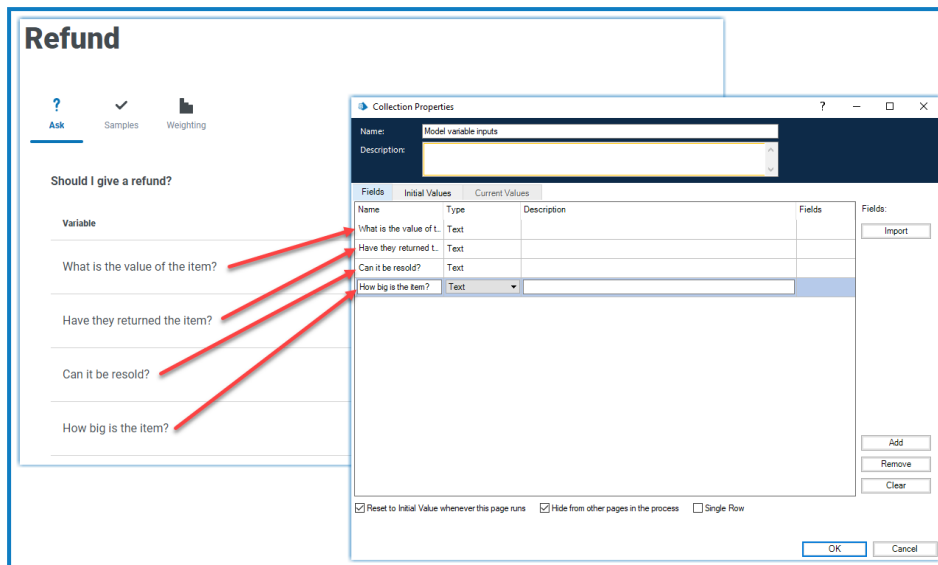 Refund
?
Ask
Samples
Weighting
Should I give a refund?
Variable
What is the value of the item?
Have they returned the item?
Can it be resold?
How big is the item?
Collection Properties
?
Name: Model variable inputs
Description:
Fields Initial Values Current Values
Name Type Description Fields
What is the value of t.. Text
Have they returned t.. Text
Can it be resold? Text
How big is the item? Text
Fields:
Import
Add
Remove
Clear
Reset to Initial Value whenever this page runs Hide from other pages in the process Single Row
OK Cancel